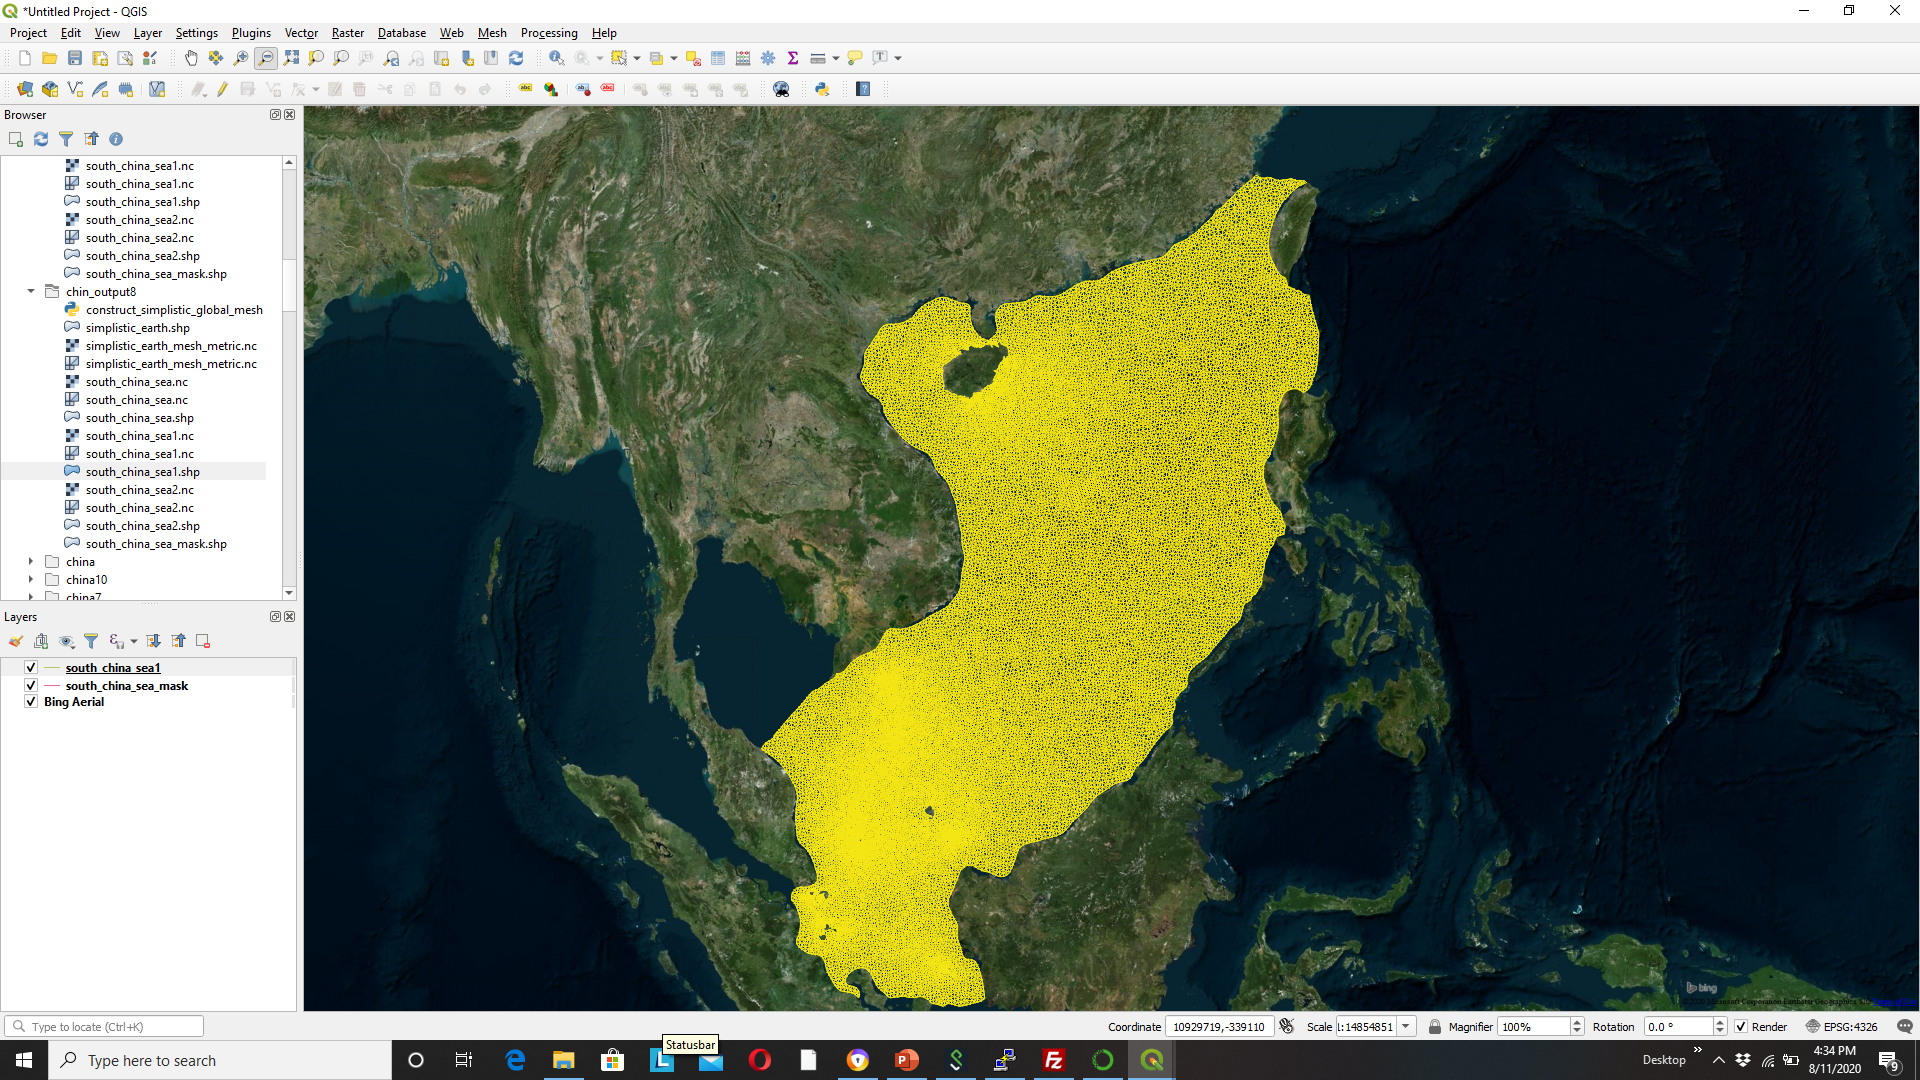 *Untitled Project - QGIS
Project Edit View Layer Settings Plugins Vector Raster Database Web Mesh Processing Help
Browser
south_china_sea1.nc
south_china_sea1.nc
south_china_sea1.shp
south_china_sea2.nc
south_china_sea2.nc
south_china_sea2.shp
south_china_sea_mask.shp
chin_output8
construct_simplistic_global_mesh
simplistic_earth.shp
simplistic_earth_mesh_metric.nc
simplistic_earth_mesh_metric.nc
south_china_sea.nc
south_china_sea.nc
south_china_sea.shp
south_china_sea1.nc
south_china_sea1.nc
south_china_sea1.shp
south_china_sea2.nc
south_china_sea2.nc
south_china_sea2.shp
south_china_sea_mask.shp
china
china10
china7
Layers
south_china_sea1
south_china_sea_mask
Bing Aerial
bing
Type to locate (Ctrl+K)
Coordinate 10929719,-339110 Scale 1:14854851 Magnifier 100% Rotation 0.0 ° Render EPSG:4326
Statusbar
Type here to search
Desktop
4:34 PM
8/11/2020
9